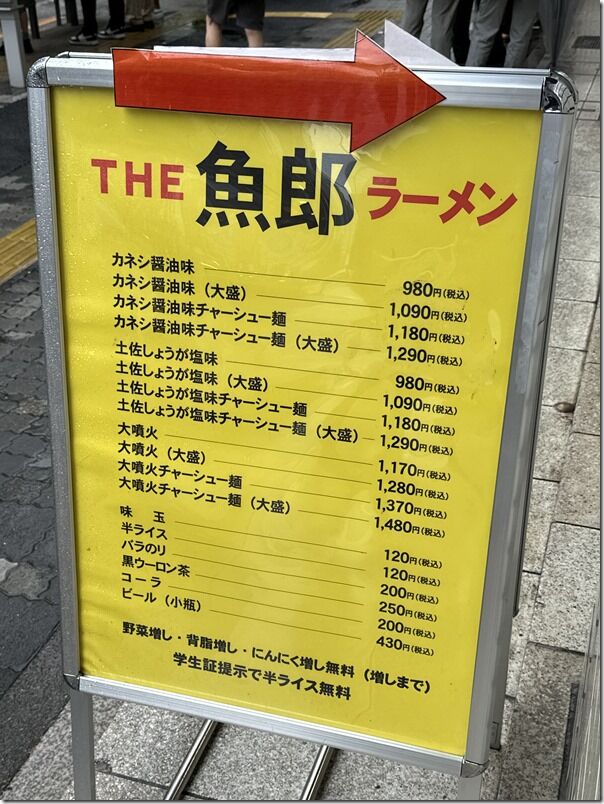 THE 魚郎 ラーメン
カネシ醤油味 980円(税込)
カネシ醤油味(大盛) 1,090円(税込)
カネシ醤油味チャーシュー麺 1,180円(税込)
カネシ醤油味チャーシュー麺(大盛) 1,290円(税込)
土佐しょうが塩味 980円(税込)
土佐しょうが塩味(大盛) 1,090円(税込)
土佐しょうが塩味チャーシュー麺 1,180円(税込)
土佐しょうが塩味チャーシュー麺(大盛) 1,290円(税込)
大噴火 1,170円(税込)
大噴火(大盛) 1,280円(税込)
大噴火チャーシュー麺 1,370円(税込)
大噴火チャーシュー麺(大盛) 1,480円(税込)
味 玉 120円(税込)
半ライス 120円(税込)
バラのり 200円(税込)
黒ウーロン茶 250円(税込)
コーラ 200円(税込)
ビール(小瓶) 430円(税込)
野菜増し・背脂増し・にんにく増し無料(増しまで)
学生証提示で半ライス無料